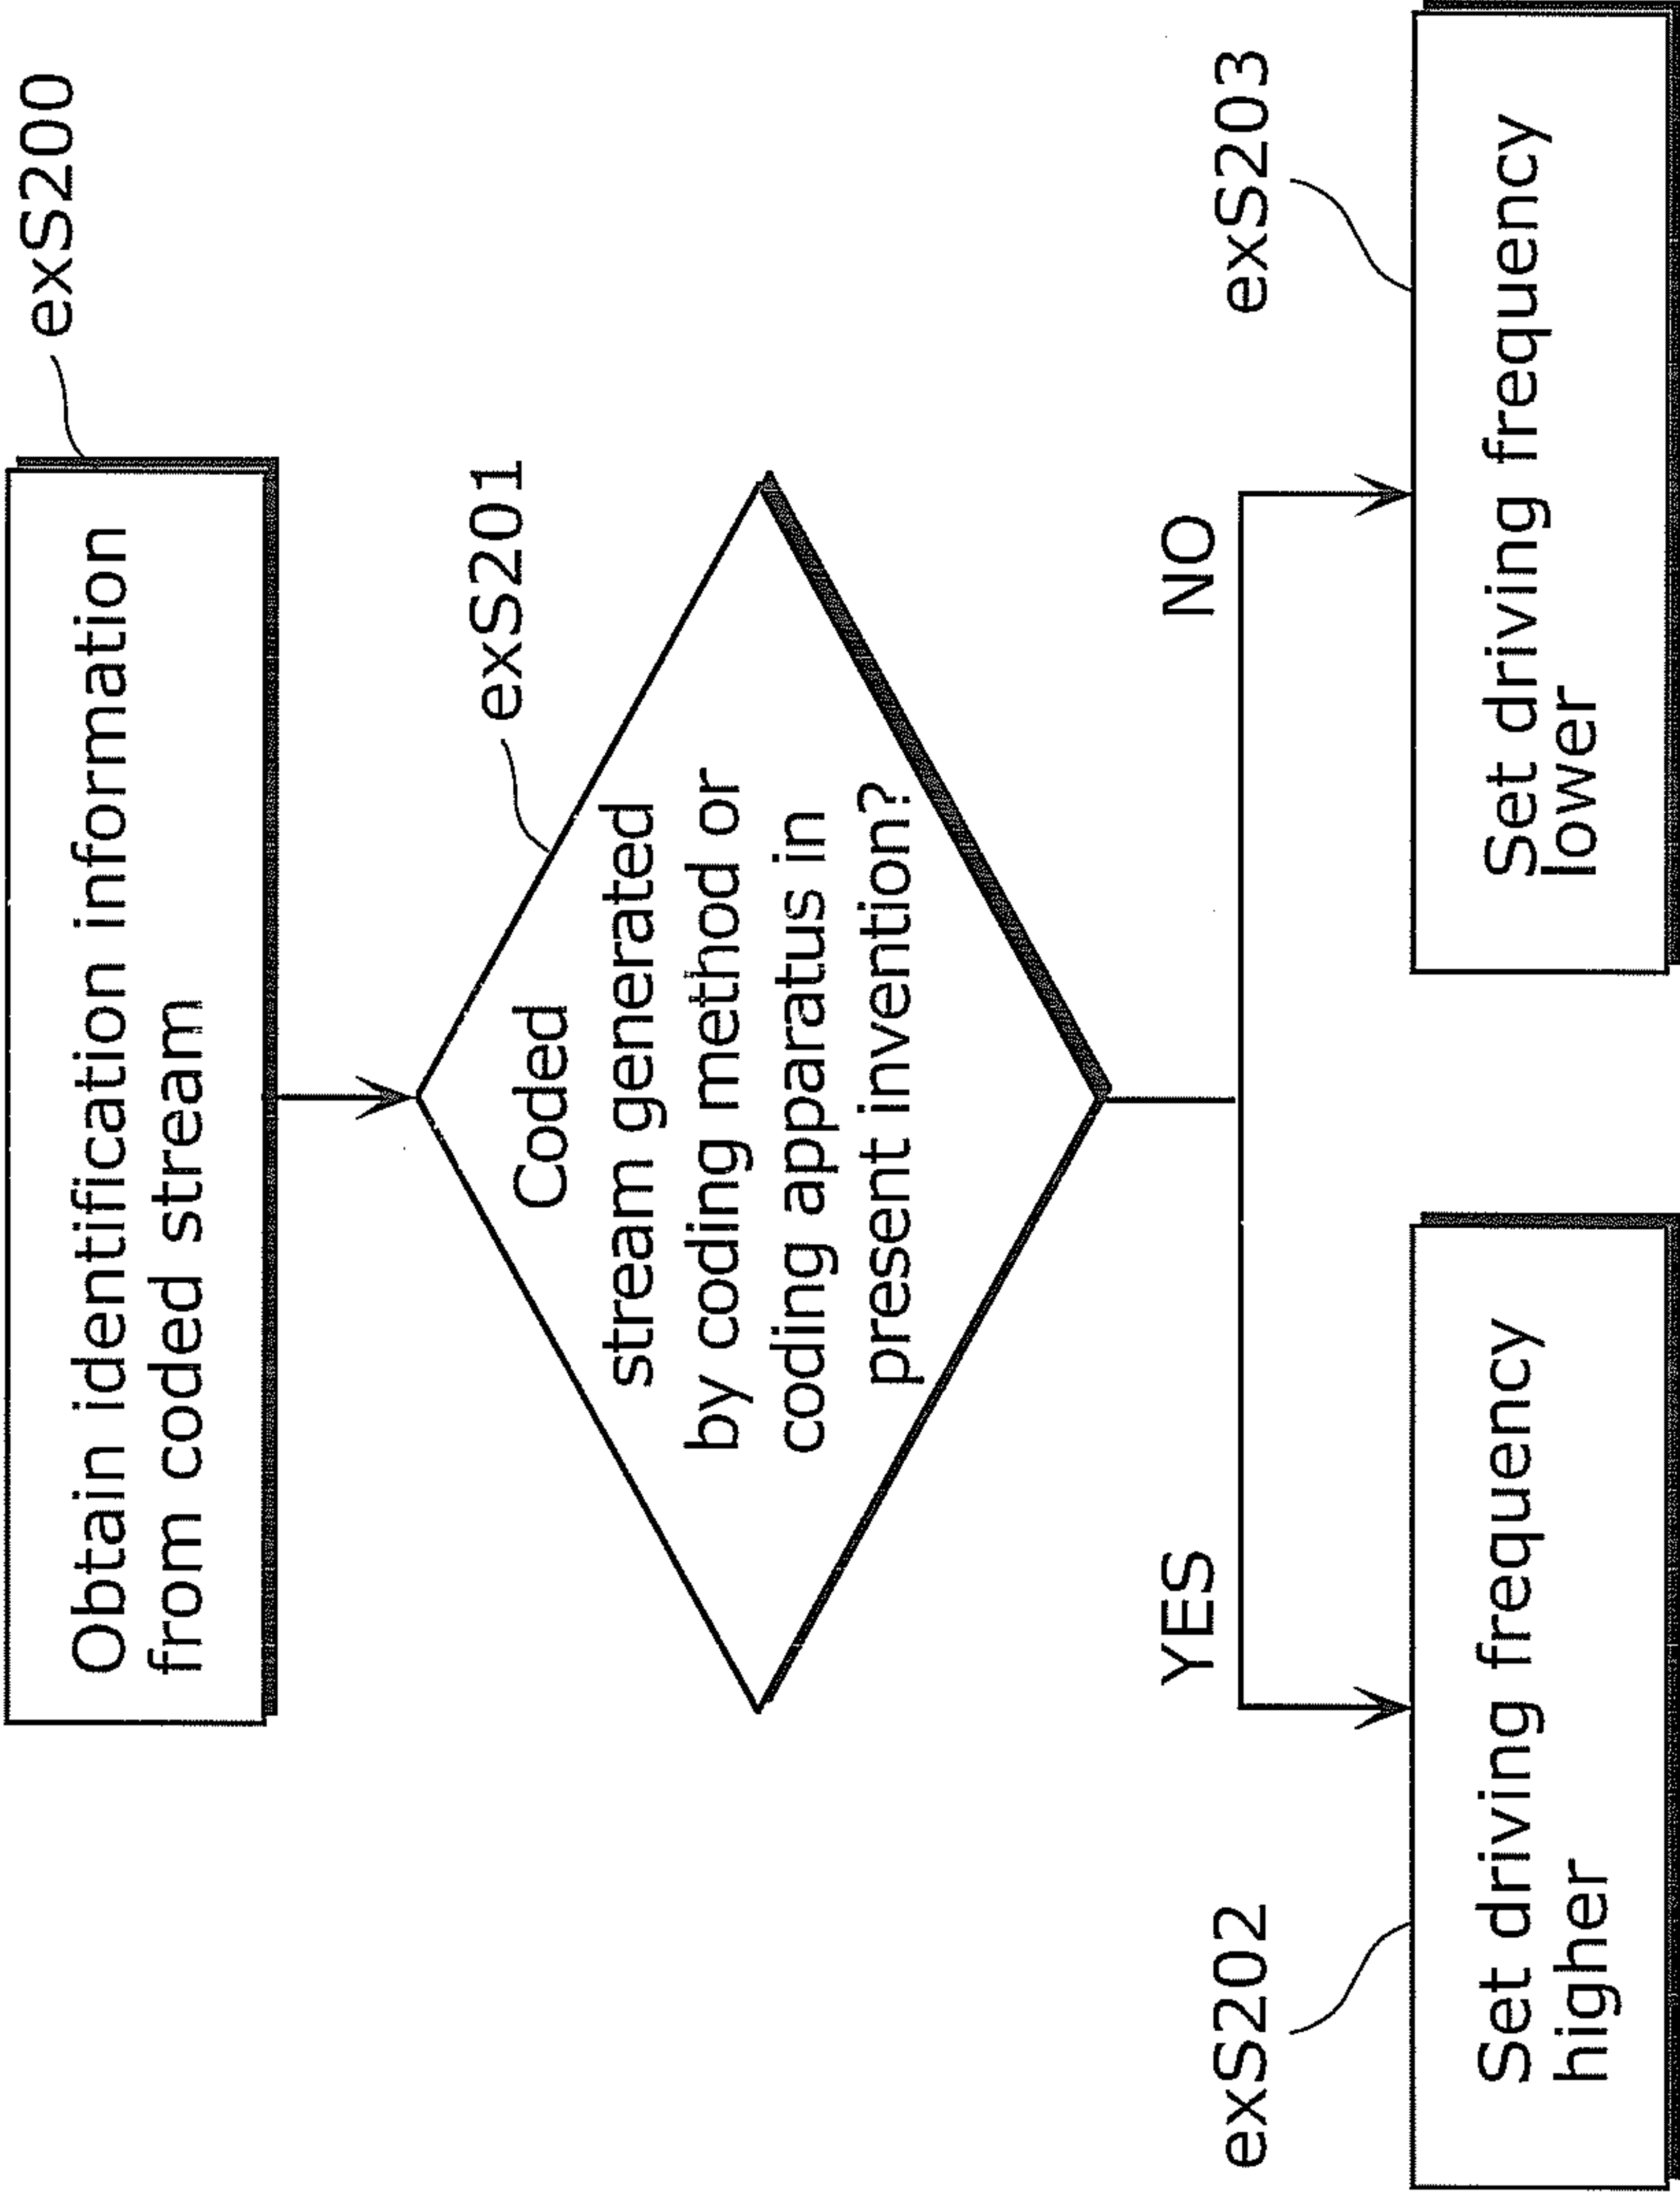 exS200
Obtain identification information
from coded stream
exS201
Coded
stream generated
by coding method or
coding apparatus in
present invention?
YES
NO
exS202
Set driving frequency
higher
exS203
Set driving frequency
lower